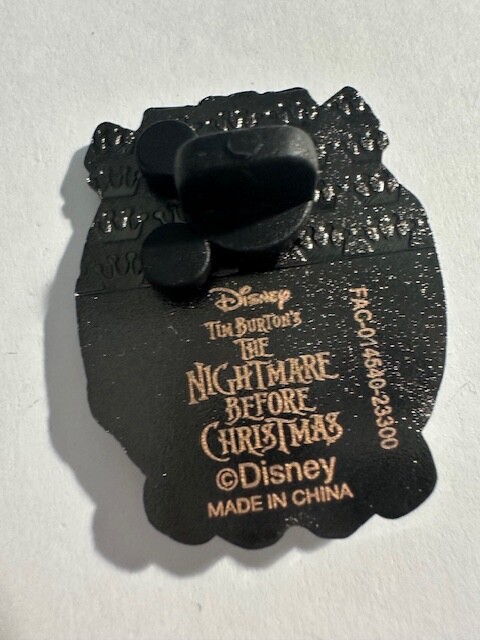 Disney
TIM BURTON'S
THE
NIGHTMARE
BEFORE
CHRISTMAS
©Disney
MADE IN CHINA
FAC-014540-23300